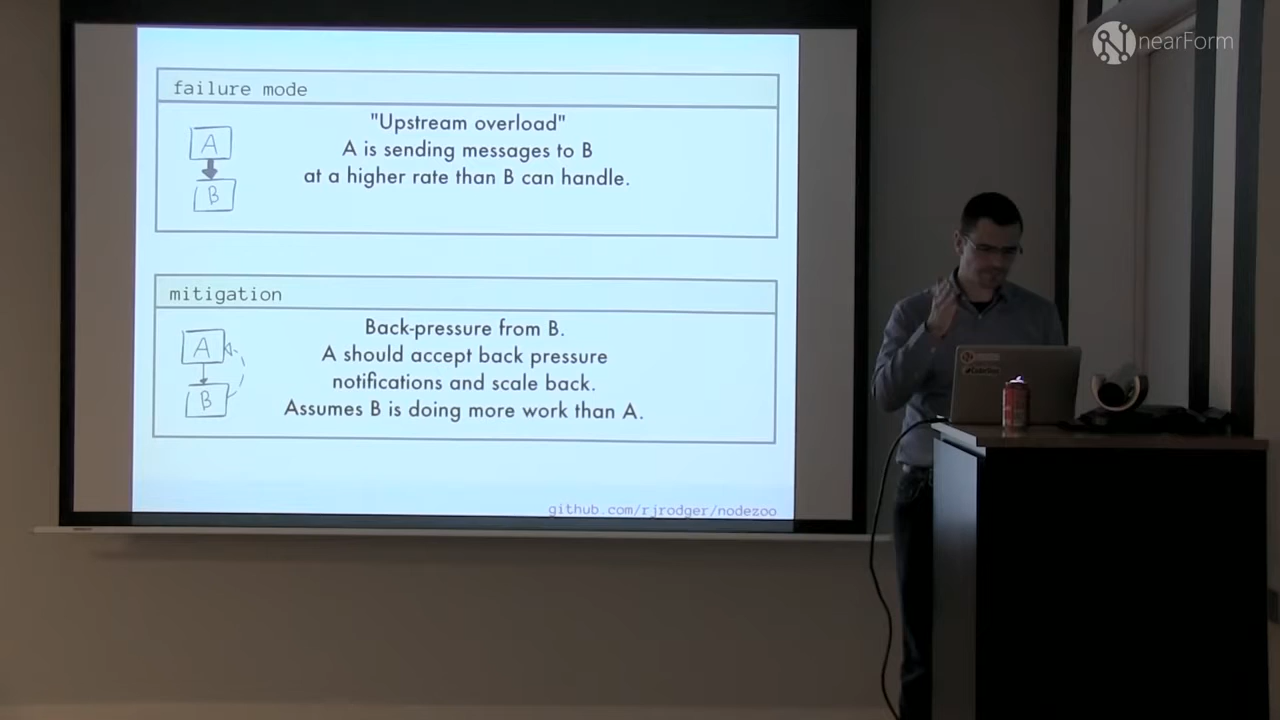 nearForm
failure mode
"Upstream overload"
A is sending messages to B
at a higher rate than B can handle.
A
B
mitigation
Back-pressure from B.
A should accept back pressure
notifications and scale back.
Assumes B is doing more work than A.
A
B
github.com/rjrodger/nodezoo